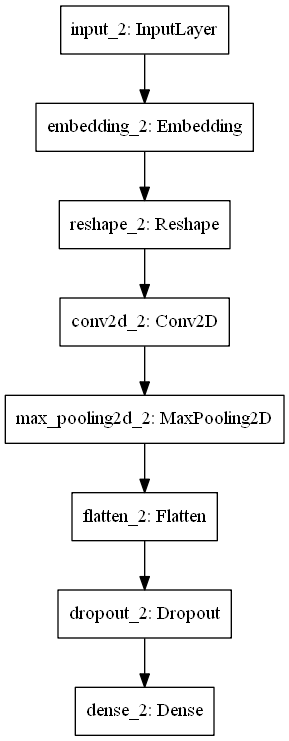 input_2: InputLayer
embedding_2: Embedding
reshape_2: Reshape
conv2d_2: Conv2D
max_pooling2d_2: MaxPooling2D
flatten_2: Flatten
dropout_2: Dropout
dense_2: Dense